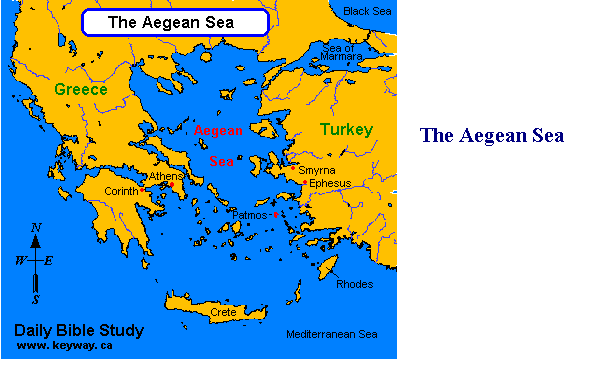 The Aegean Sea
Black Sea
Sea of
Marmara
Greece
Aegean
Sea
Turkey
The Aegean Sea
Smyrna
Athens
Ephesus
Corinth
Patmos
N
W E
S
Rhodes
Crete
Daily Bible Study
www.keyway.ca
Mediterranean Sea